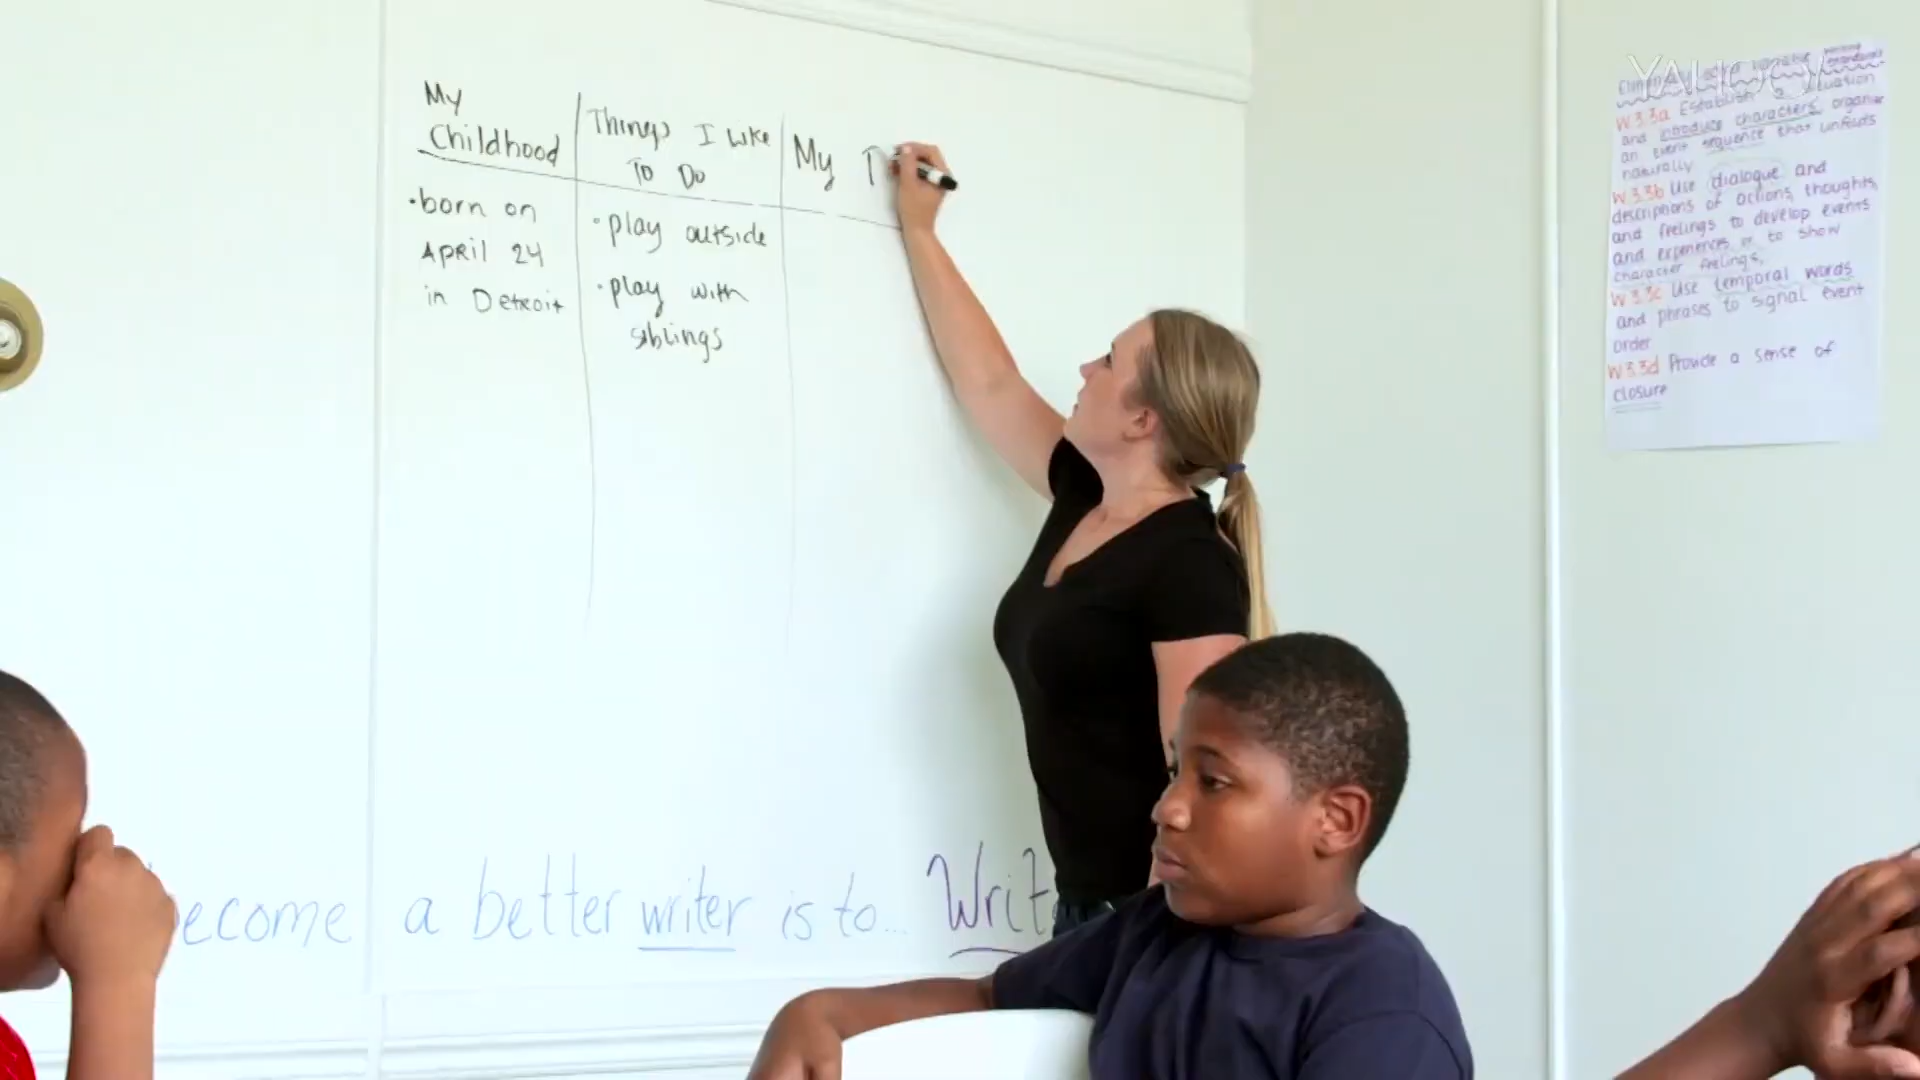 My
Childhood
•born on
April 24
in Detroit
Things I Like
To Do
•play outside
•play with
siblings
My
become a better writer is to...
YAHOO!
W.3.3a Establish a situation
and introduce characters; organize
an event sequence that unfolds
naturally
W.3.3b Use dialogue and
descriptions of actions, thoughts,
and feelings to develop events
and experiences or to show
character feelings.
W.3.3c Use temporal words
and phrases to signal event
order
W.3.3d Provide a sense of
closure